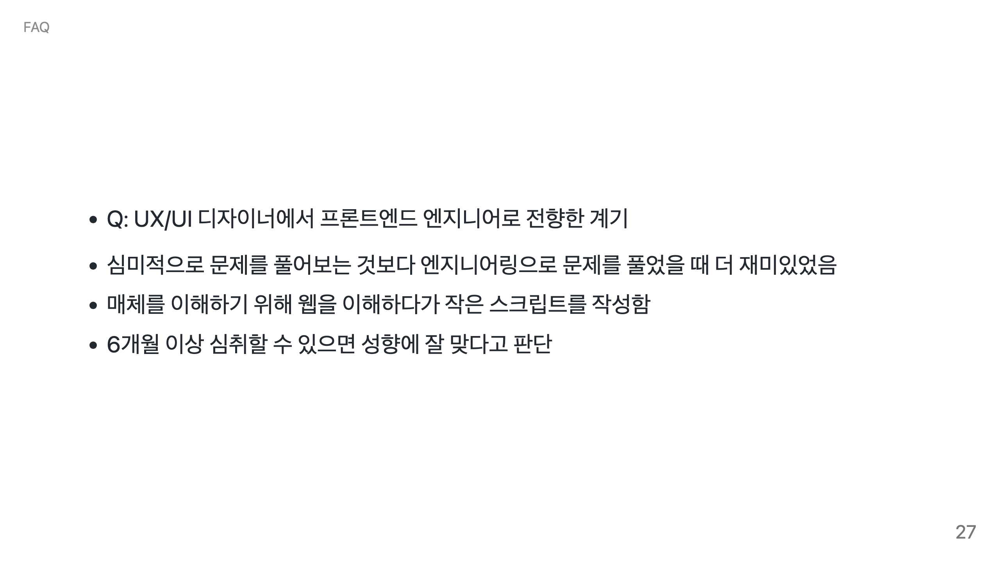 FAQ
Q: UX/UI 디자이너에서 프론트엔드 엔지니어로 전향한 계기
심미적으로 문제를 풀어보는 것보다 엔지니어링으로 문제를 풀었을 때 더 재미있었음
매체를 이해하기 위해 웹을 이해하다가 작은 스크립트를 작성함
6개월 이상 심취할 수 있으면 성향에 잘 맞다고 판단
27